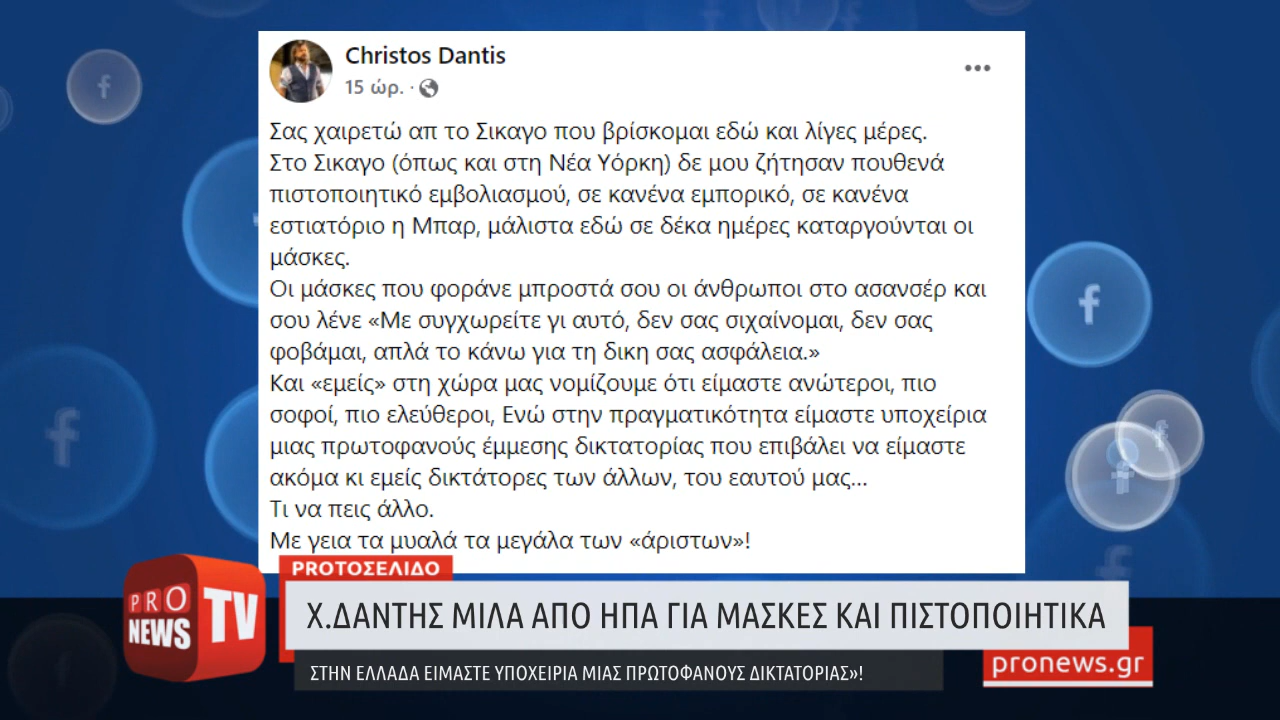 Christos Dantis
15 ώρ. ·
Σας χαιρετώ απ το Σικαγο που βρίσκομαι εδώ και λίγες μέρες.
Στο Σικαγο (όπως και στη Νέα Υόρκη) δε μου ζήτησαν πουθενά
πιστοποιητικό εμβολιασμού, σε κανένα εμπορικό, σε κανένα
εστιατόριο η Μπαρ, μάλιστα εδώ σε δέκα ημέρες καταργούνται οι
μάσκες.
Οι μάσκες που φοράνε μπροστά σου οι άνθρωποι στο ασανσέρ και
σου λένε «Με συγχωρείτε γι αυτό, δεν σας σιχαίνομαι, δεν σας
φοβάμαι, απλά το κάνω για τη δικη σας ασφάλεια.»
Και «εμείς» στη χώρα μας νομίζουμε ότι είμαστε ανώτεροι, πιο
σοφοί, πιο ελεύθεροι, Ενώ στην πραγματικότητα είμαστε υποχείρια
μιας πρωτοφανούς έμμεσης δικτατορίας που επιβάλει να είμαστε
ακόμα κι εμείς δικτάτορες των άλλων, του εαυτού μας...
Τι να πεις άλλο.
Με γεια τα μυαλά τα μεγάλα των «άριστων»!
PROΤΟΣΕΛΙΔΟ
PRO
NEWS
TV
Χ.ΔΑΝΤΗΣ ΜΙΛΑ ΑΠΟ ΗΠΑ ΓΙΑ ΜΑΣΚΕΣ ΚΑΙ ΠΙΣΤΟΠΟΙΗΤΙΚΑ
pronews.gr
ΣΤΗΝ ΕΛΛΑΔΑ ΕΙΜΑΣΤΕ ΥΠΟΧΕΙΡΙΑ ΜΙΑΣ ΠΡΩΤΟΦΑΝΟΥΣ ΔΙΚΤΑΤΟΡΙΑΣ»!